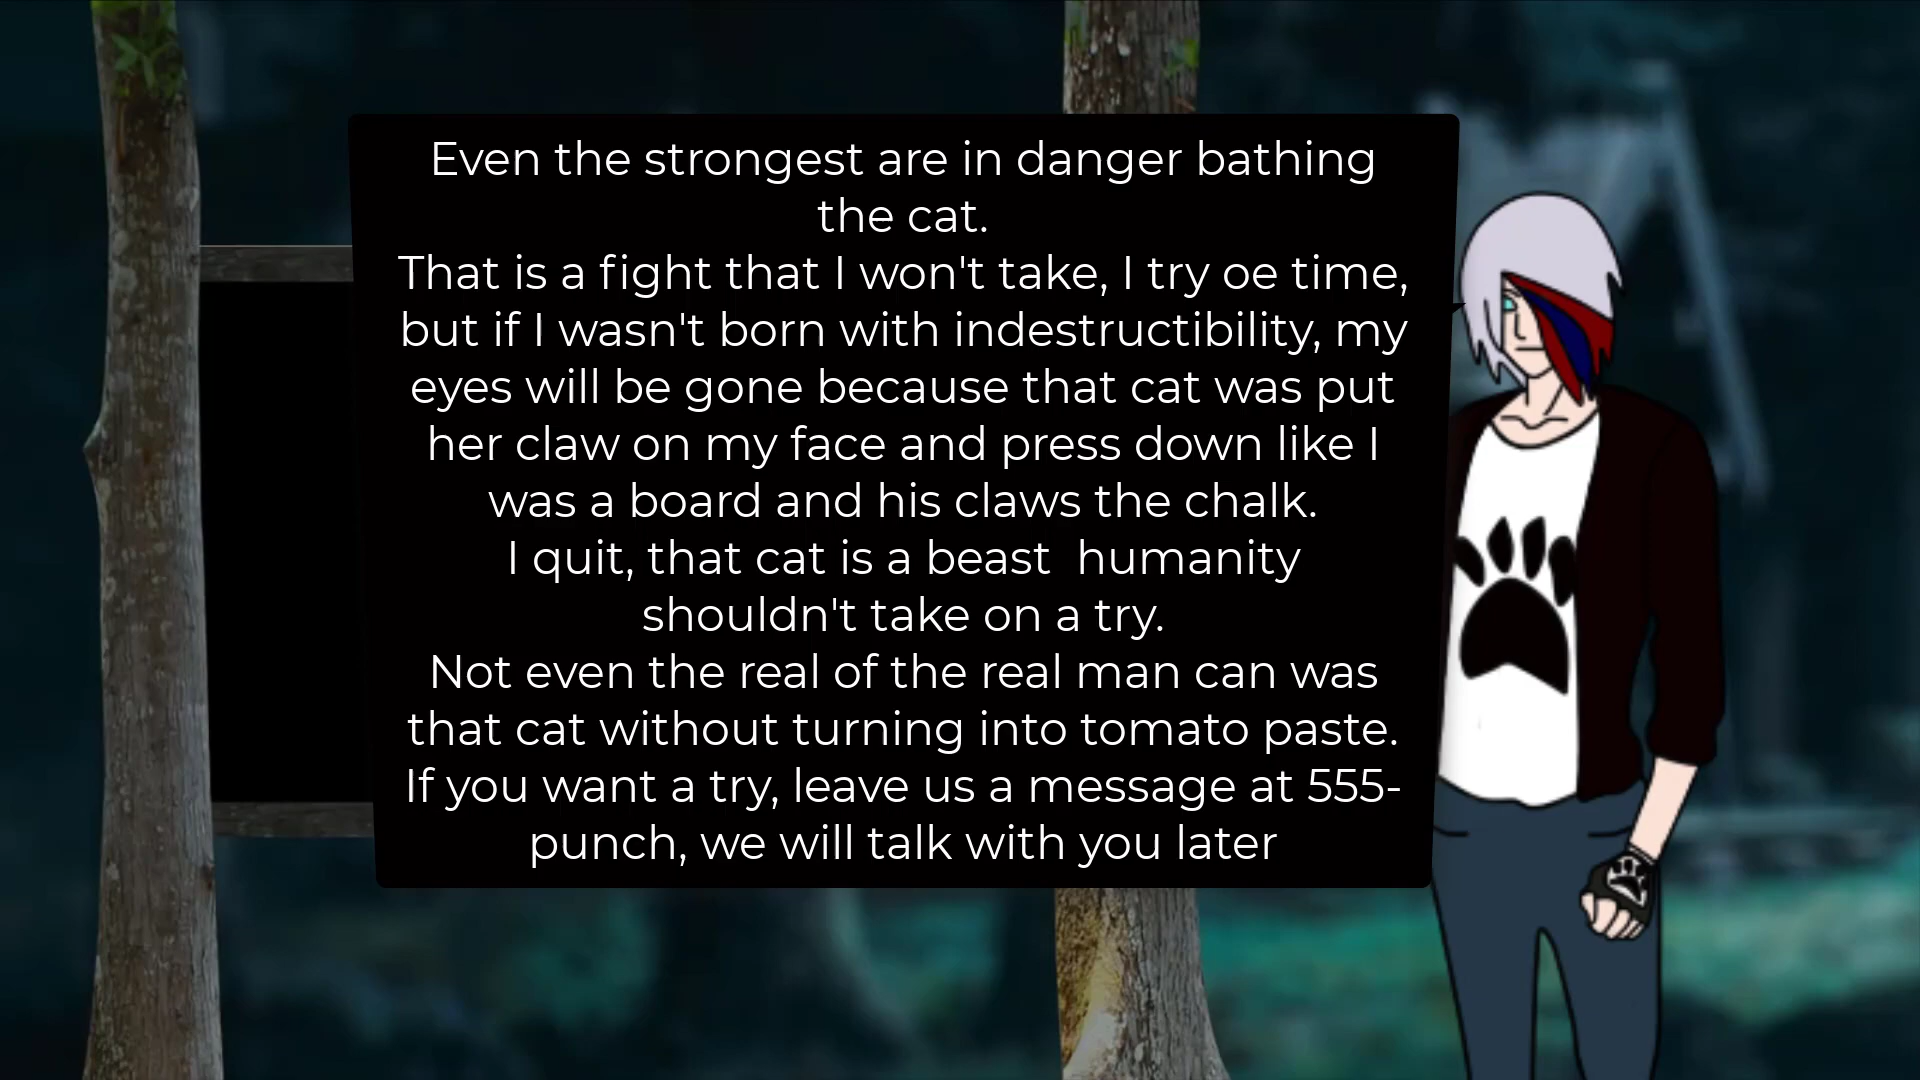 Even the strongest are in danger bathing
the cat.
That is a fight that I won't take, I try oe time,
but if I wasn't born with indestructibility, my
eyes will be gone because that cat was put
her claw on my face and press down like I
was a board and his claws the chalk.
I quit, that cat is a beast  humanity
shouldn't take on a try.
Not even the real of the real man can was
that cat without turning into tomato paste.
If you want a try, leave us a message at 555-
punch, we will talk with you later